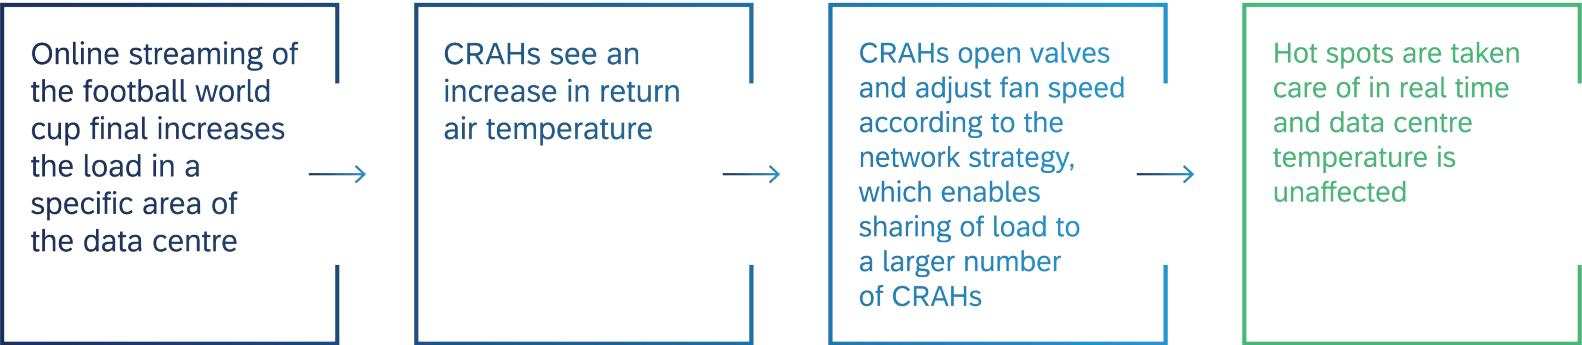 Online streaming of
the football world
cup final increases
the load in a
specific area of
the data centre
CRAHs see an
increase in return
air temperature
CRAHs open valves
and adjust fan speed
according to the
network strategy,
which enables
sharing of load to
a larger number
of CRAHs
Hot spots are taken
care of in real time
and data centre
temperature is
unaffected